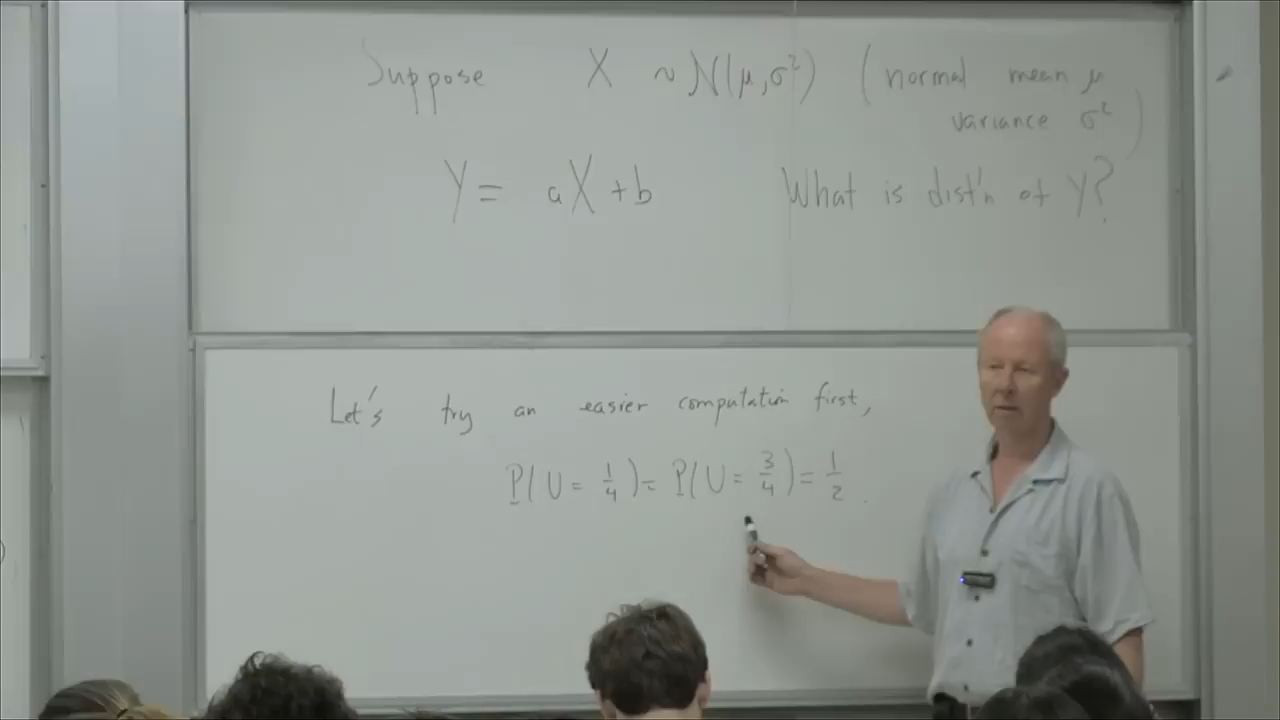 Suppose X ~ N(μ,σ²) (normal mean μ
variance σ²)
Y = aX + b What is dist'n of Y?
Let's try an easier computation first,
P(U = 1/4) = P(U = 3/4) = 1/2.